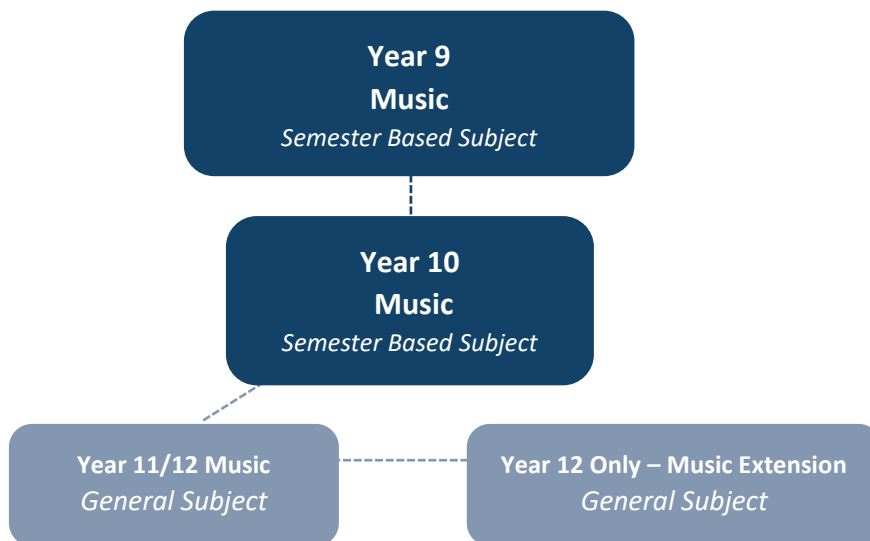 Year 9
Music
Semester Based Subject
Year 10
Music
Semester Based Subject
Year 11/12 Music
General Subject
Year 12 Only – Music Extension
General Subject